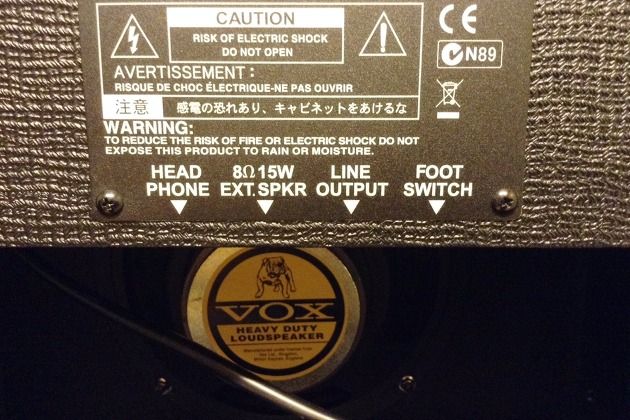 CAUTION
RISK OF ELECTRIC SHOCK
DO NOT OPEN
CE
N89
AVERTISSEMENT :
RISQUE DE CHOC ÉLECTRIQUE-NE PAS OUVRIR
注意 感電の恐れあり、キャビネットをあけるな
WARNING:
TO REDUCE THE RISK OF FIRE OR ELECTRIC SHOCK DO NOT
EXPOSE THIS PRODUCT TO RAIN OR MOISTURE.
HEAD PHONE
8Ω 15W EXT.SPKR
LINE OUTPUT
FOOT SWITCH
VOX
HEAVY DUTY
LOUDSPEAKER